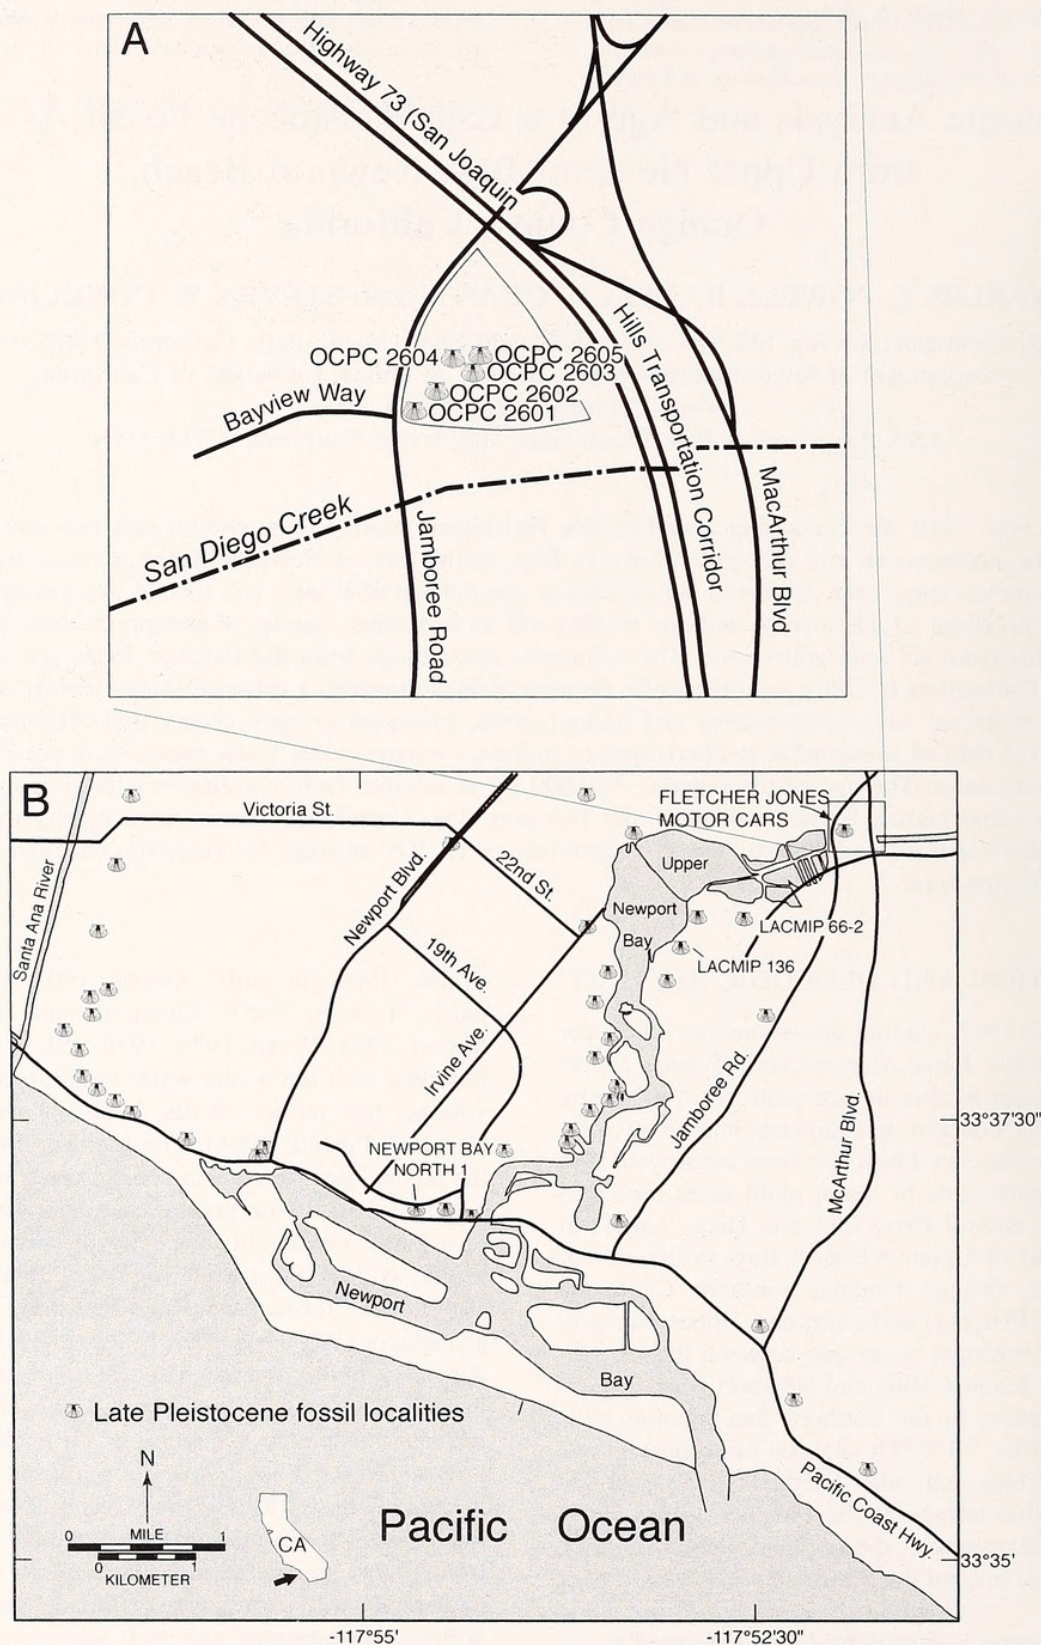 A
Highway 73 (San Joaquin
Hills Transportation Corridor
OCPC 2604
OCPC 2605
OCPC 2603
OCPC 2602
OCPC 2601
Bayview Way
San Diego Creek
Jamboree Road
MacArthur Blvd
B
Victoria St.
FLETCHER JONES
MOTOR CARS
Santa Ana River
Newport Blvd.
22nd St.
Upper
Newport
Bay
LACMIP 66-2
LACMIP 136
19th Ave.
Irvine Ave.
Jamboree Rd.
McArthur Blvd.
33°37'30"
NEWPORT BAY
NORTH 1
Newport
Bay
Late Pleistocene fossil localities
N
0 MILE 1
0 1
KILOMETER
CA
Pacific Ocean
Pacific Coast Hwy.
33°35'
-117°55'
-117°52'30"